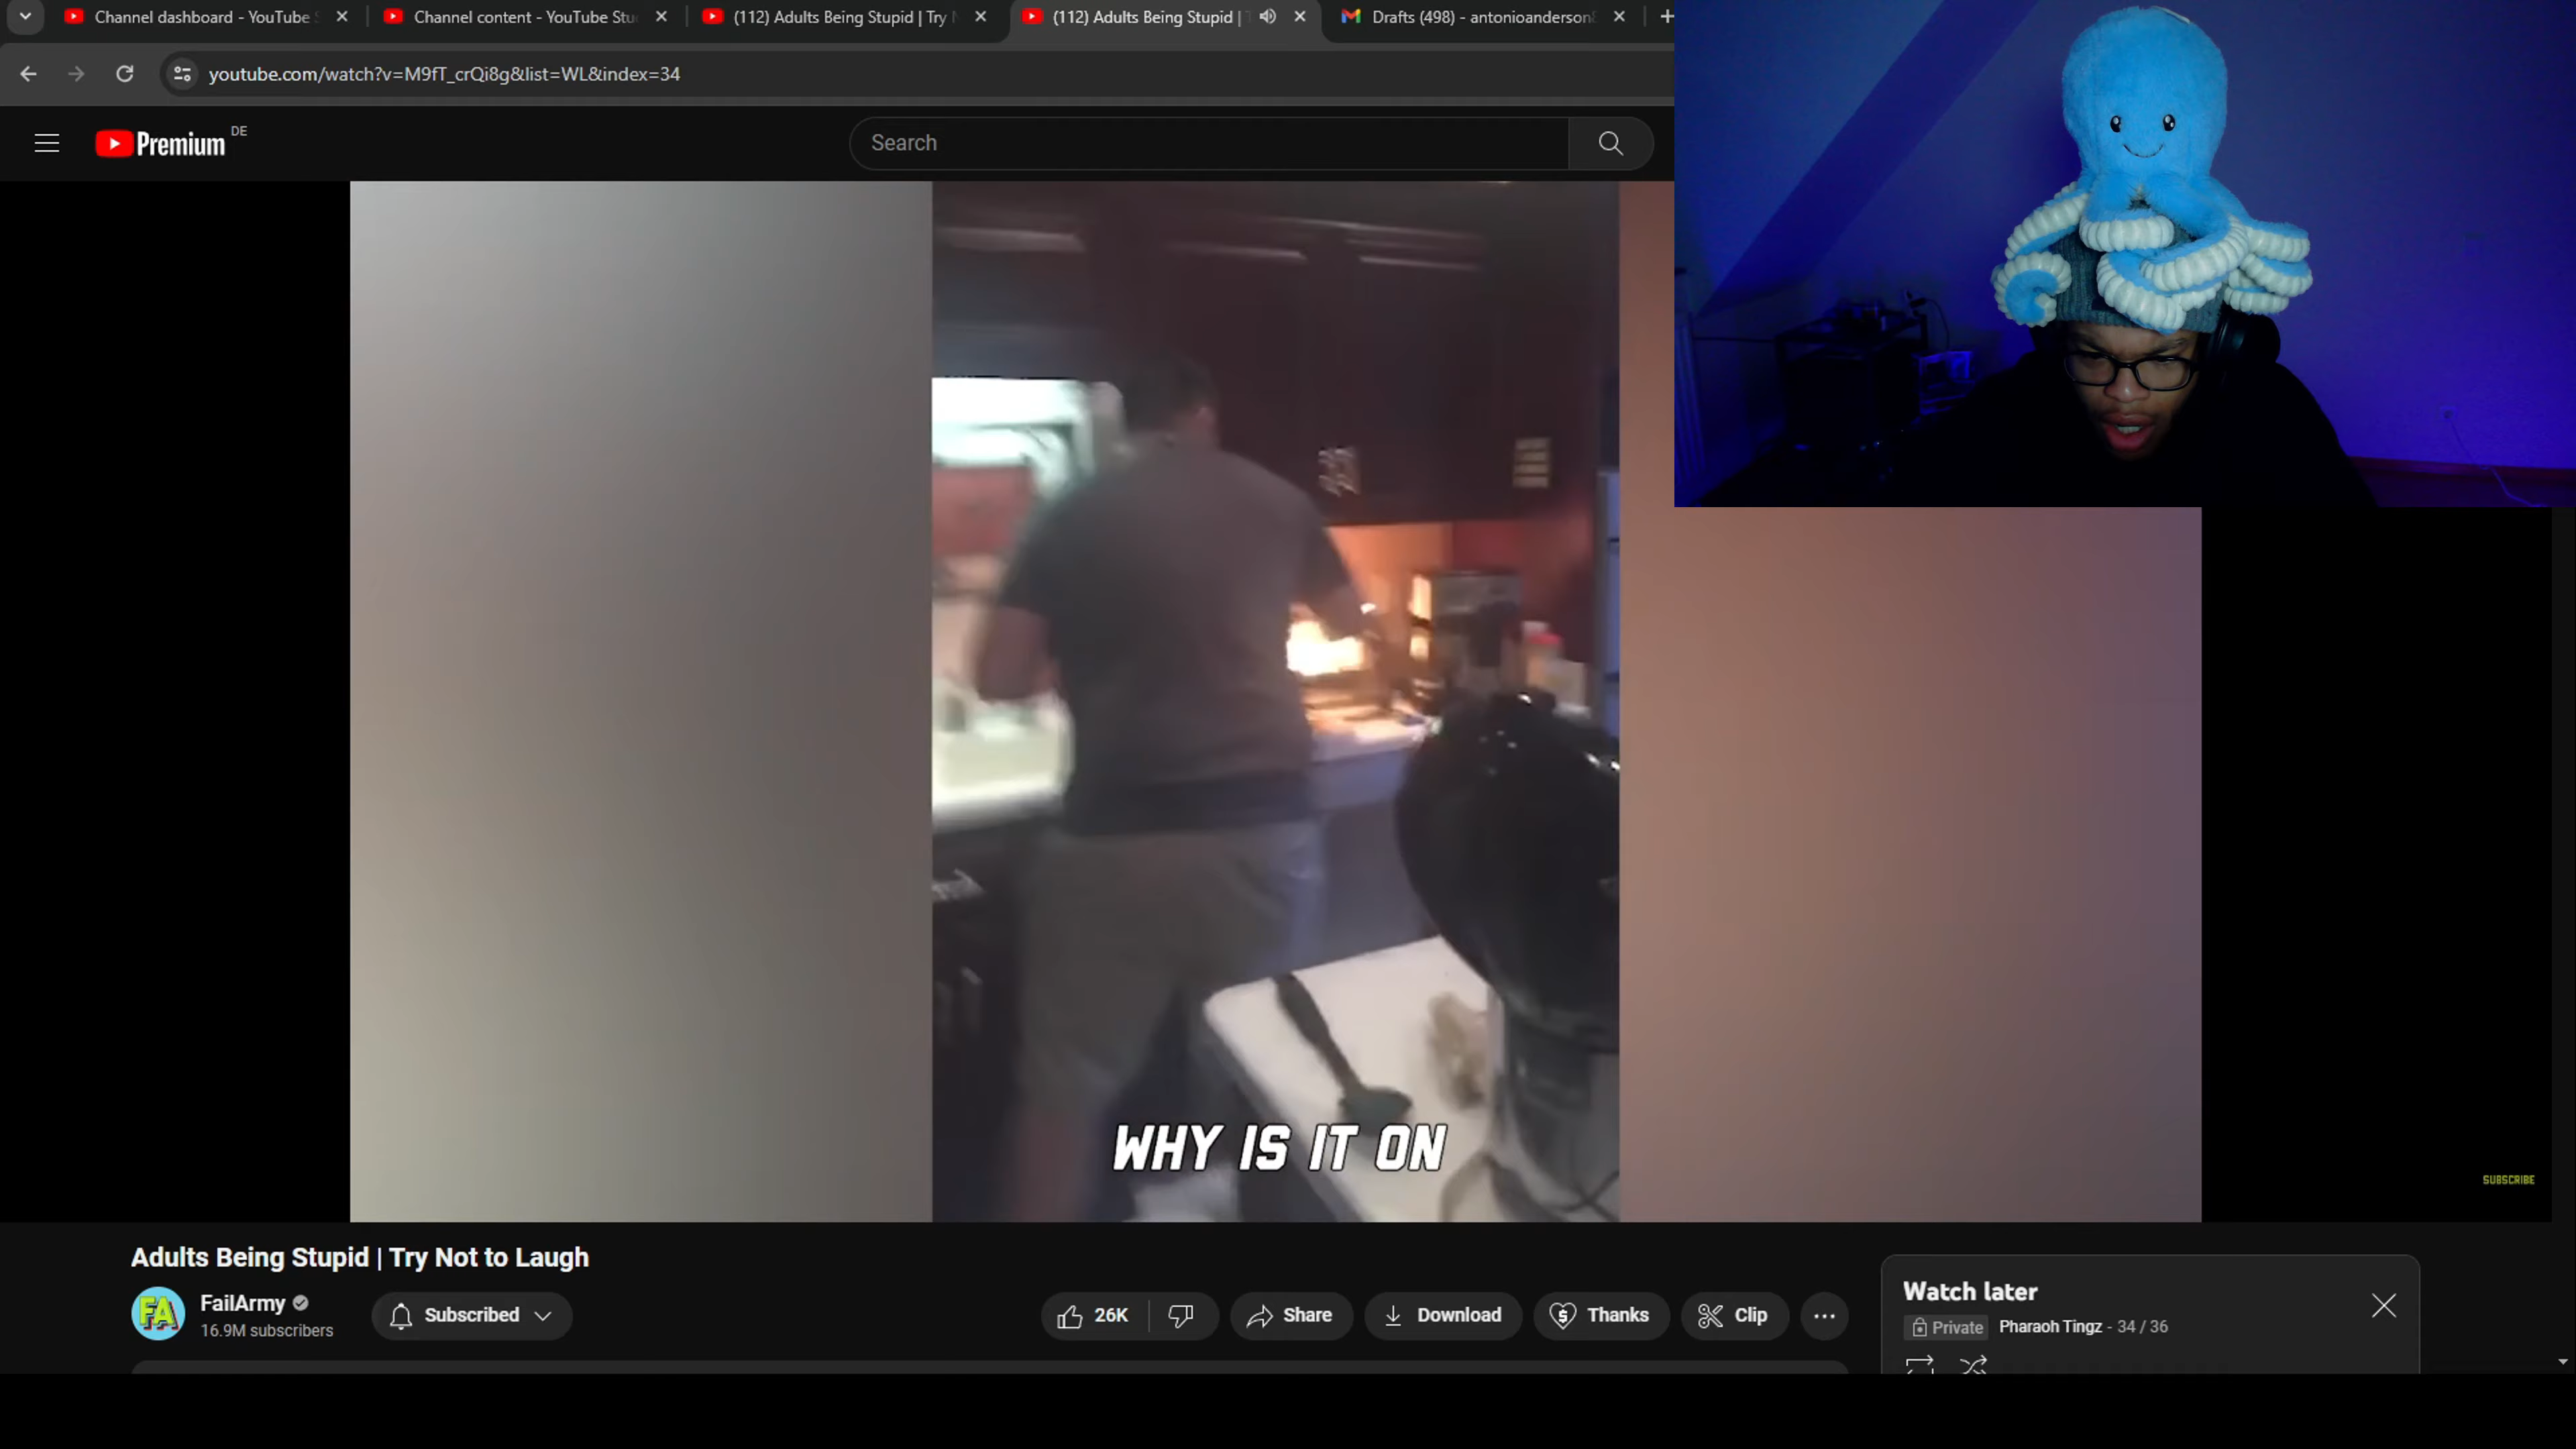 Channel dashboard - YouTube S
Channel content - YouTube Stu
(112) Adults Being Stupid | Try N
(112) Adults Being Stupid | T
Drafts (498) - antonioanderson8
youtube.com/watch?v=M9fT_crQi8g&list=WL&index=34
Premium DE
Search
WHY IS IT ON
SUBSCRIBE
Adults Being Stupid | Try Not to Laugh
FA
FailArmy
16.9M subscribers
Subscribed
26K
Share
Download
Thanks
Clip
Watch later
Private Pharaoh Tingz - 34 / 36